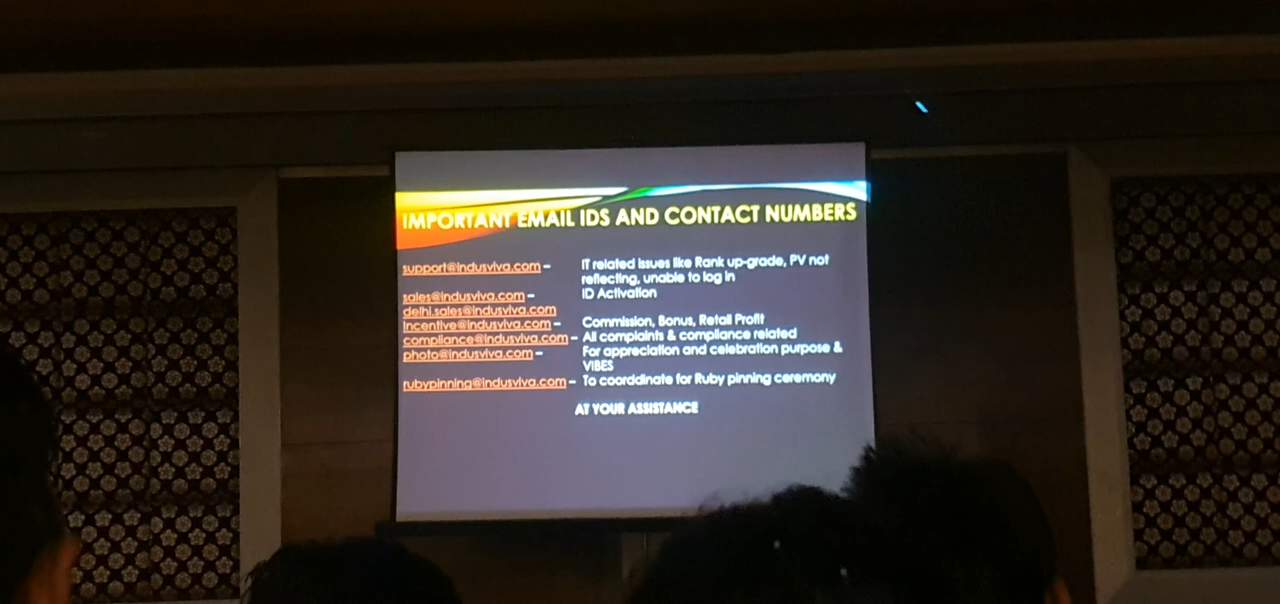 IMPORTANT EMAIL IDS AND CONTACT NUMBERS
support@indusviva.com – IT related issues like Rank up-grade, PV not
reflecting, unable to log in
sales@indusviva.com – ID Activation
delhi.sales@indusviva.com
incentive@indusviva.com – Commission, Bonus, Retail Profit
compliance@indusviva.com – All complaints & compliance related
photo@indusviva.com – For appreciation and celebration purpose &
VIBES
rubypinning@indusviva.com – To coorddinate for Ruby pinning ceremony
AT YOUR ASSISTANCE